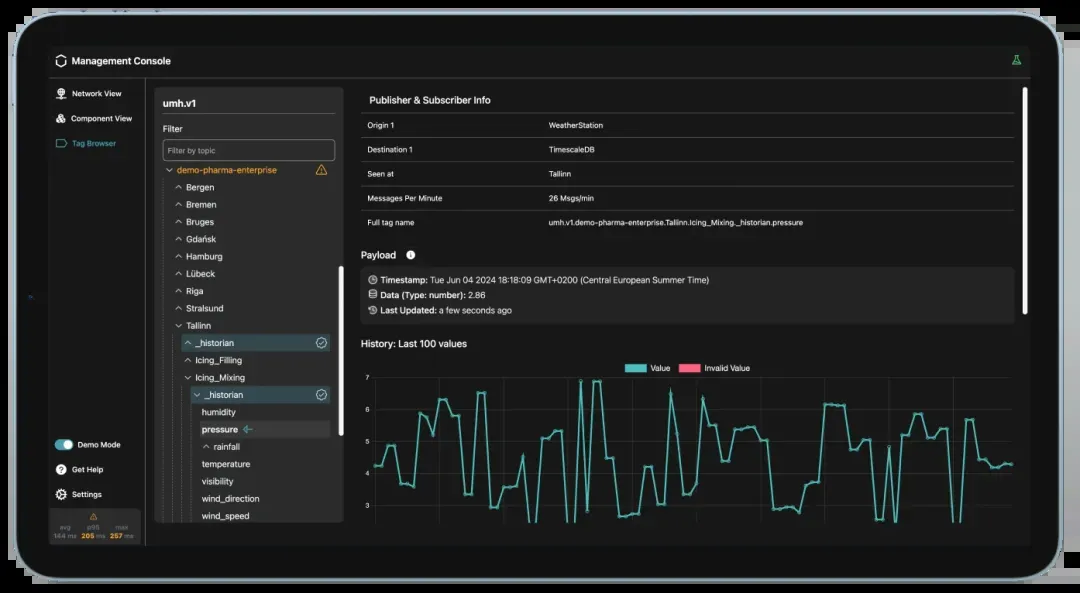 Management Console
Network View
Component View
Tag Browser
Demo Mode
Get Help
Settings
avg p95 max
144 ms 205 ms 257 ms
umh.v1
Filter
Filter by topic
demo-pharma-enterprise
Bergen
Bremen
Bruges
Gdańsk
Hamburg
Lübeck
Riga
Stralsund
Tallinn
_historian
Icing_Filling
Icing_Mixing
_historian
humidity
pressure
rainfall
temperature
visibility
wind_direction
wind_speed
Publisher & Subscriber Info
Origin 1 WeatherStation
Destination 1 TimescaleDB
Seen at Tallinn
Messages Per Minute 26 Msgs/min
Full tag name umh.v1.demo-pharma-enterprise.Tallinn.Icing_Mixing._historian.pressure
Payload
Timestamp: Tue Jun 04 2024 18:18:09 GMT+0200 (Central European Summer Time)
Data (Type: number): 2.86
Last Updated: a few seconds ago
History: Last 100 values
Value Invalid Value
7
6
5
4
3